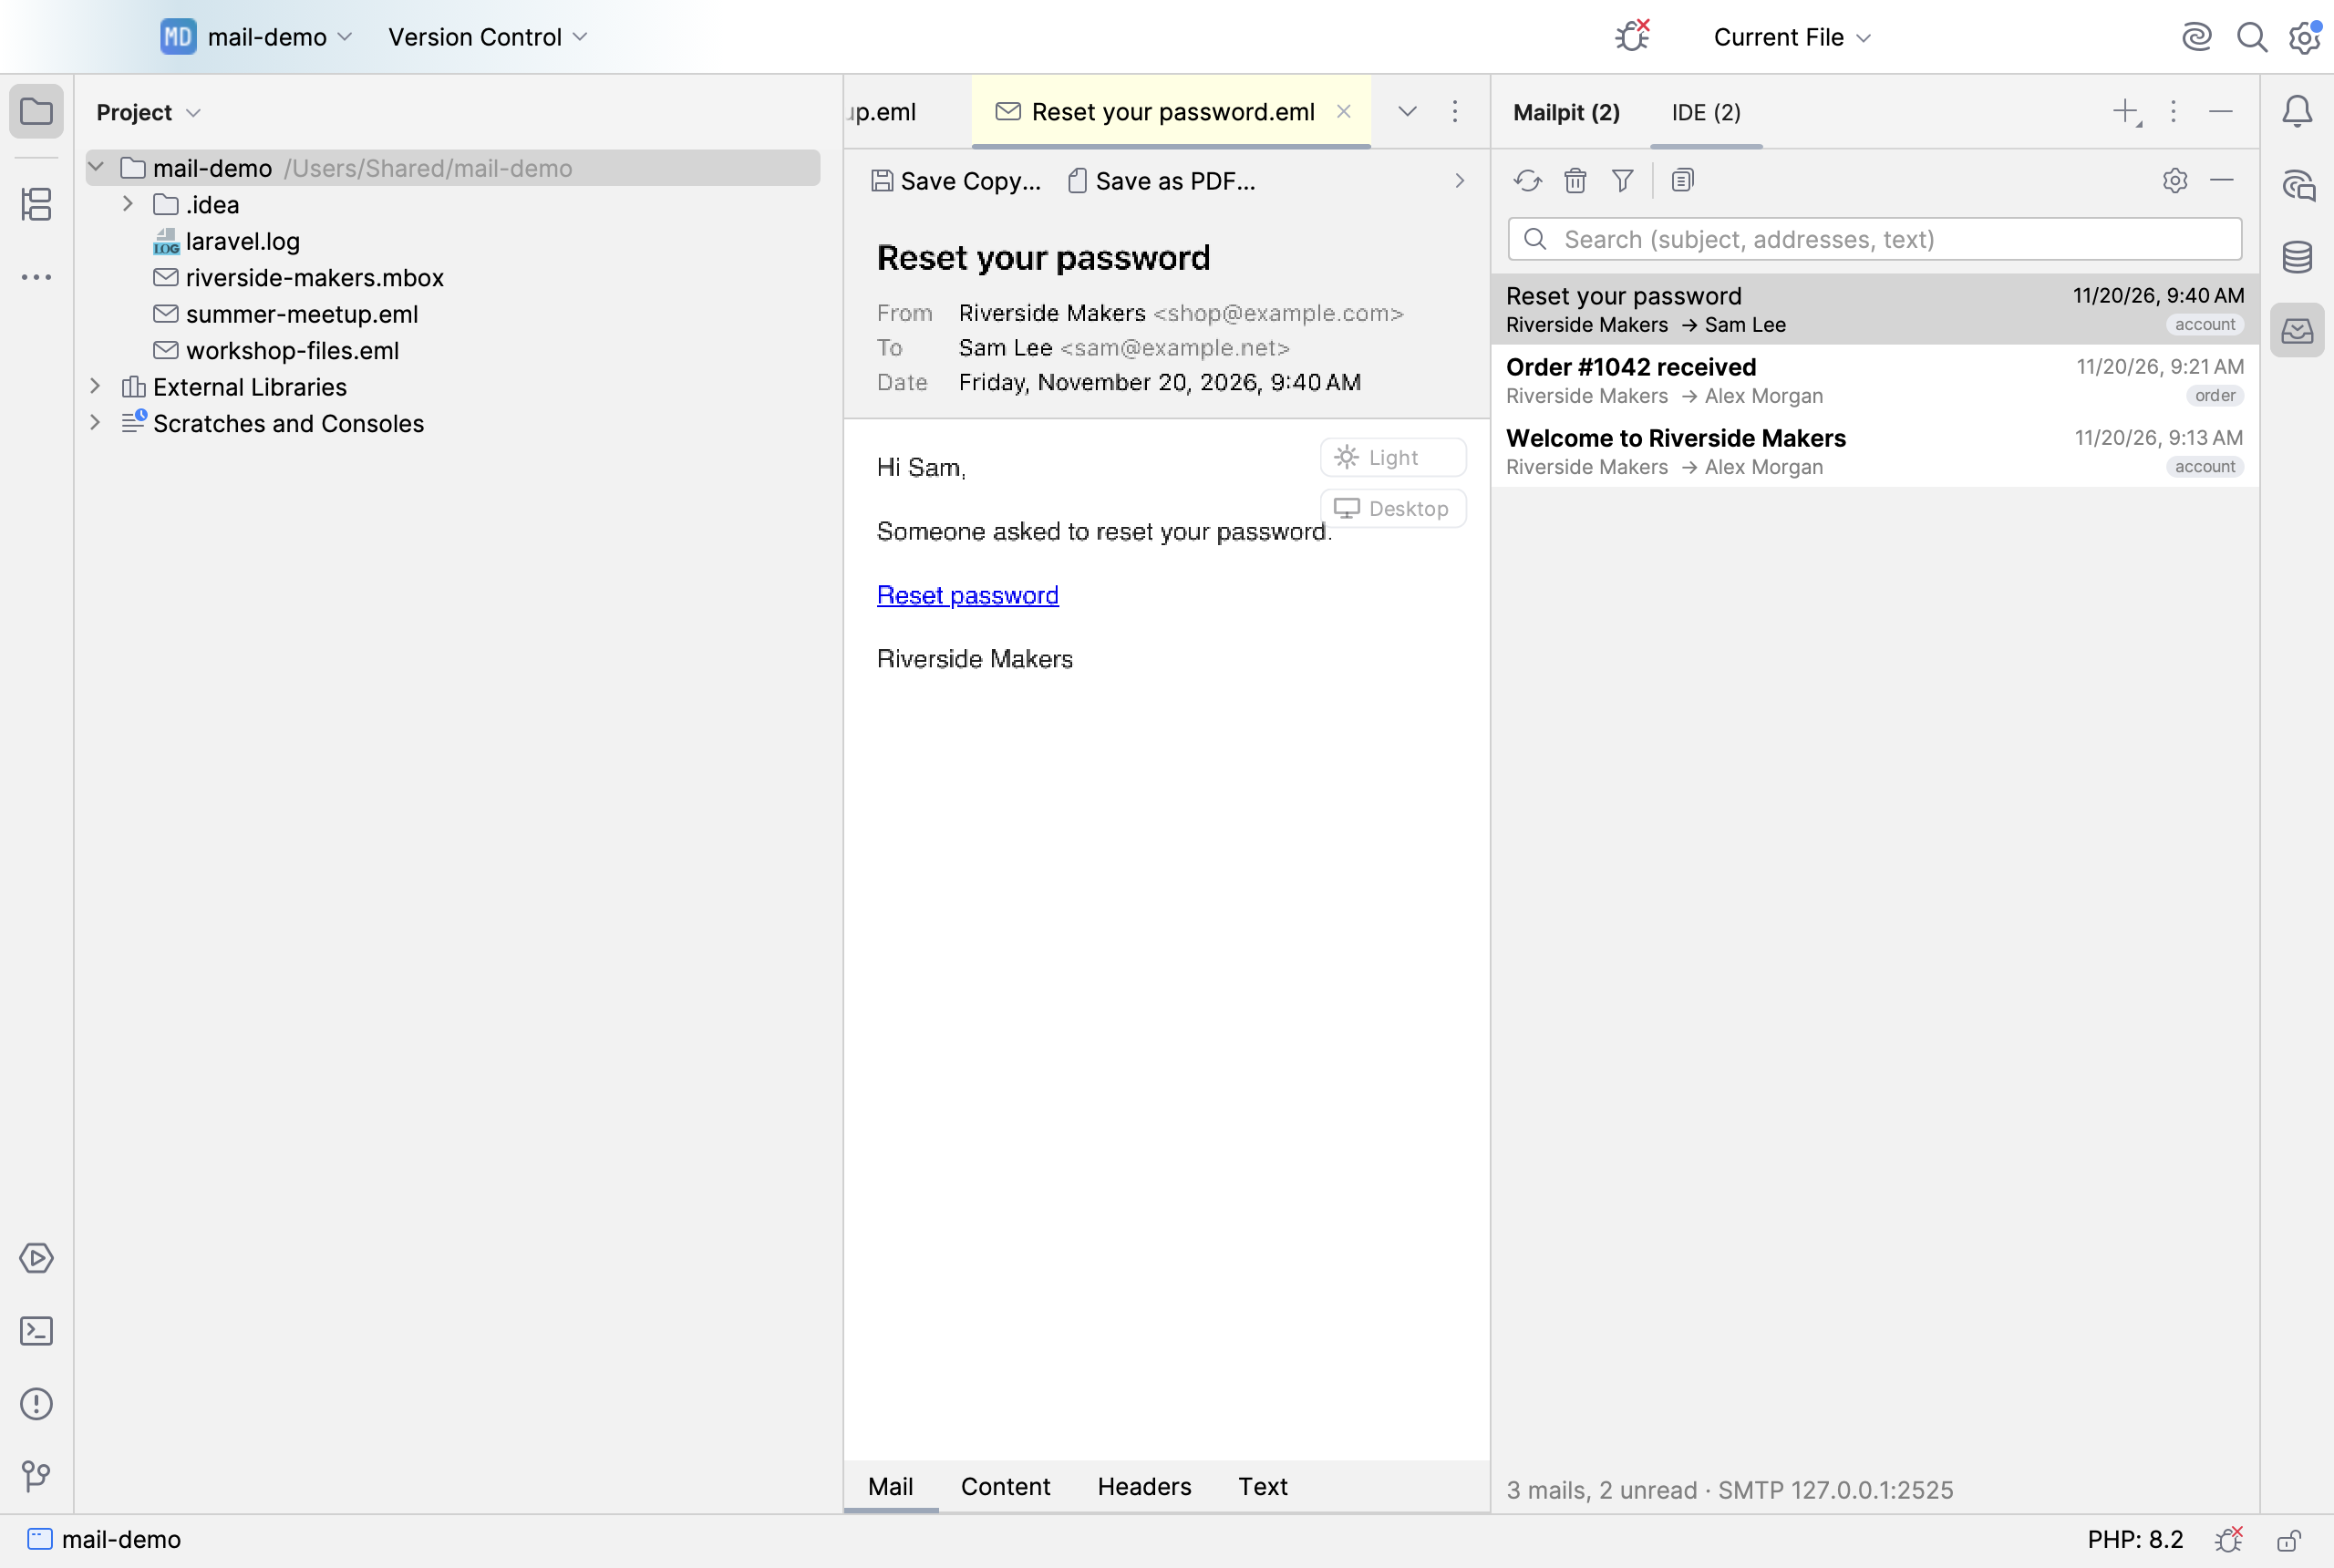 MD mail-demo Version Control Current File
Project
mail-demo /Users/Shared/mail-demo
.idea
LOG laravel.log
riverside-makers.mbox
summer-meetup.eml
workshop-files.eml
External Libraries
Scratches and Consoles
up.eml Reset your password.eml
Save Copy... Save as PDF...
Reset your password
From Riverside Makers <shop@example.com>
To Sam Lee <sam@example.net>
Date Friday, November 20, 2026, 9:40 AM
Light
Desktop
Hi Sam,
Someone asked to reset your password.
Reset password
Riverside Makers
Mail Content Headers Text
Mailpit (2) IDE (2)
Search (subject, addresses, text)
Reset your password 11/20/26, 9:40 AM
Riverside Makers → Sam Lee account
Order #1042 received 11/20/26, 9:21 AM
Riverside Makers → Alex Morgan order
Welcome to Riverside Makers 11/20/26, 9:13 AM
Riverside Makers → Alex Morgan account
3 mails, 2 unread · SMTP 127.0.0.1:2525
mail-demo PHP: 8.2